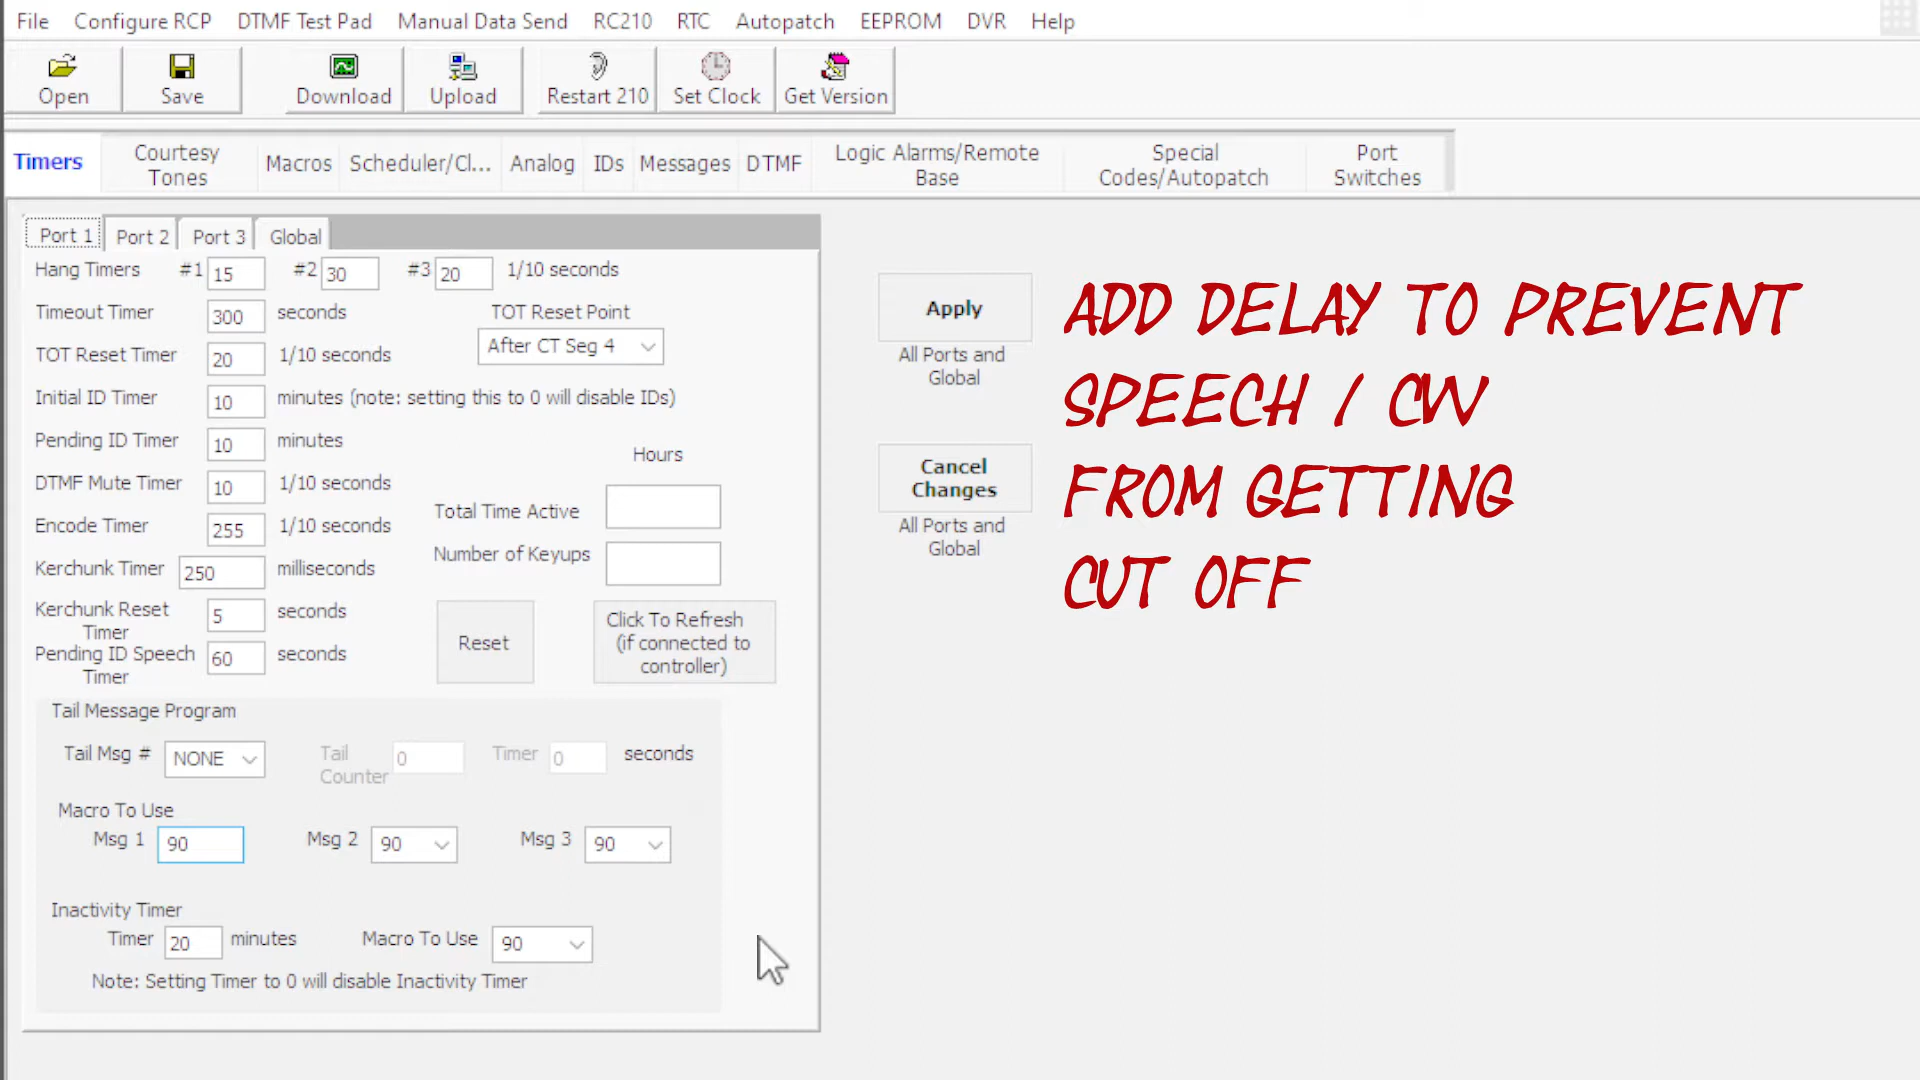 File Configure RCP DTMF Test Pad Manual Data Send RC210 RTC Autopatch EEPROM DVR Help
Open Save Download Upload Restart 210 Set Clock Get Version
Timers Courtesy Tones Macros Scheduler/Cl... Analog IDs Messages DTMF Logic Alarms/Remote Base Special Codes/Autopatch Port Switches
Port 1 Port 2 Port 3 Global
Hang Timers #1 15 #2 30 #3 20 1/10 seconds
Timeout Timer 300 seconds TOT Reset Point
TOT Reset Timer 20 1/10 seconds After CT Seg 4
Initial ID Timer 10 minutes (note: setting this to 0 will disable IDs)
Pending ID Timer 10 minutes
Hours
DTMF Mute Timer 10 1/10 seconds
Total Time Active
Encode Timer 255 1/10 seconds
Number of Keyups
Kerchunk Timer 250 milliseconds
Kerchunk Reset Timer 5 seconds
Pending ID Speech Timer 60 seconds
Reset
Click To Refresh
(if connected to
controller)
Tail Message Program
Tail Msg # NONE Tail Counter 0 Timer 0 seconds
Macro To Use
Msg 1 90 Msg 2 90 Msg 3 90
Inactivity Timer
Timer 20 minutes Macro To Use 90
Note: Setting Timer to 0 will disable Inactivity Timer
Apply
All Ports and
Global
Cancel
Changes
All Ports and
Global
ADD DELAY TO PREVENT
SPEECH / CW
FROM GETTING
CUT OFF